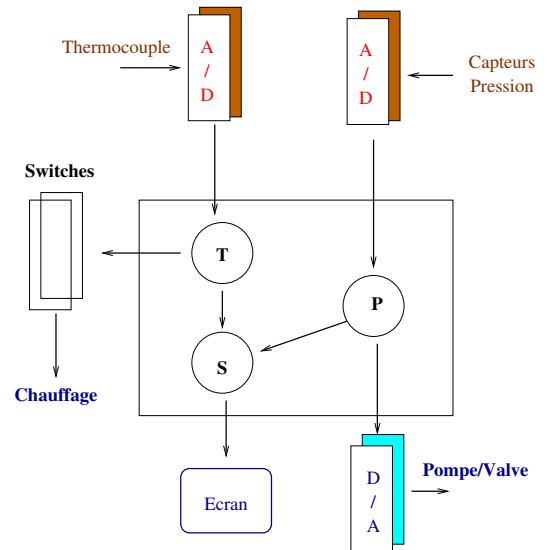 Thermocouple
A
/
D
A
/
D
Capteurs
Pression
Switches
T
P
S
Chauffage
Ecran
D
/
A
Pompe/Valve